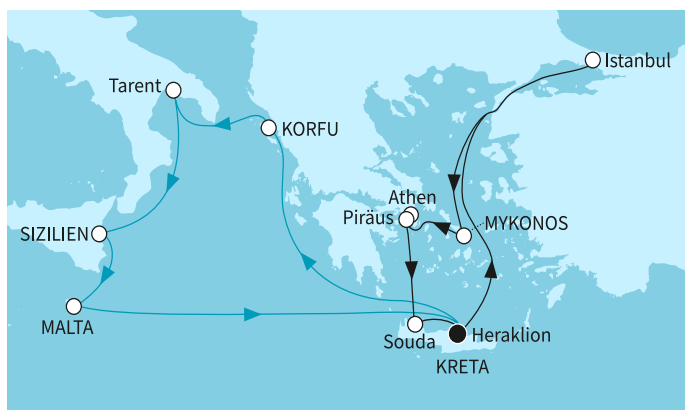 Istanbul
Tarent
KORFU
Athen
Piräus
MYKONOS
SIZILIEN
MALTA
Souda
Heraklion
KRETA